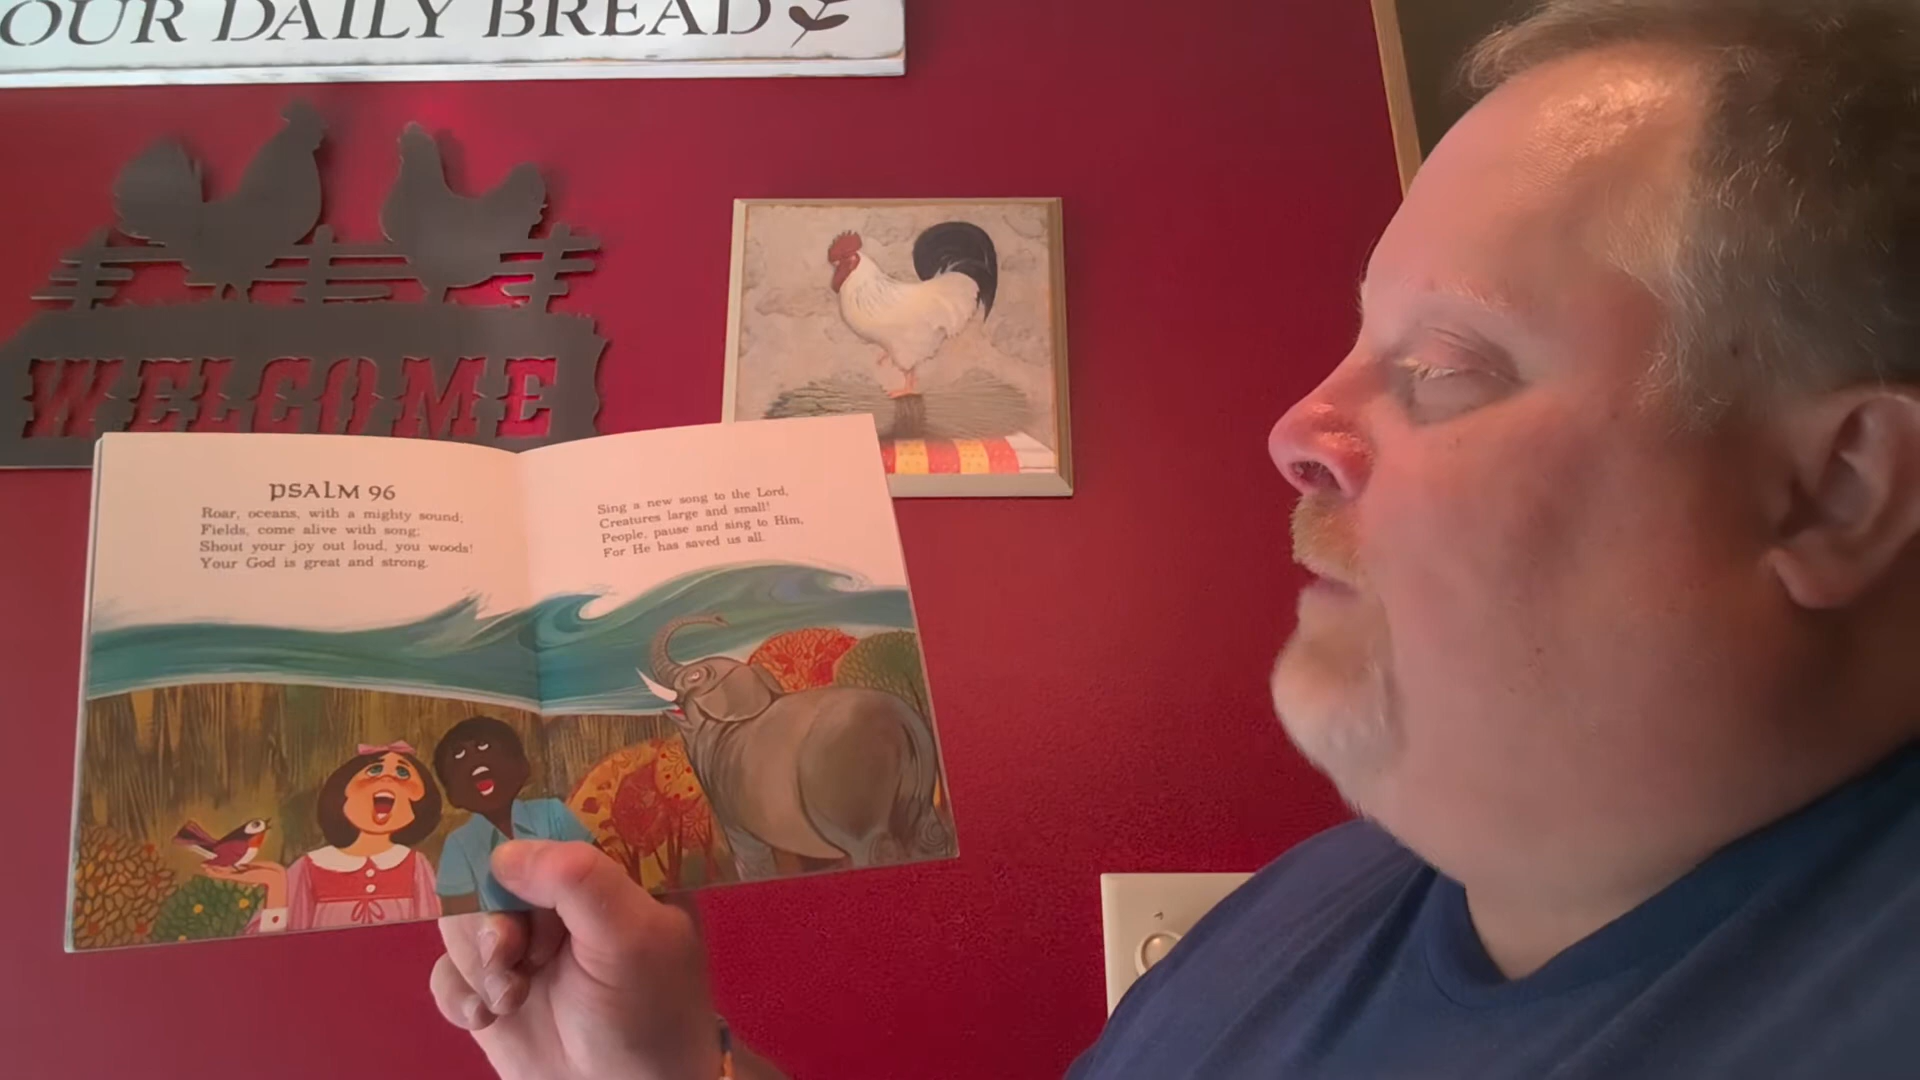 OUR DAILY BREAD
WELCOME
PSALM 96
Roar, oceans, with a mighty sound;
Fields, come alive with song;
Shout your joy out loud, you woods!
Your God is great and strong.
Sing a new song to the Lord,
Creatures large and small!
People, pause and sing to Him,
For He has saved us all.